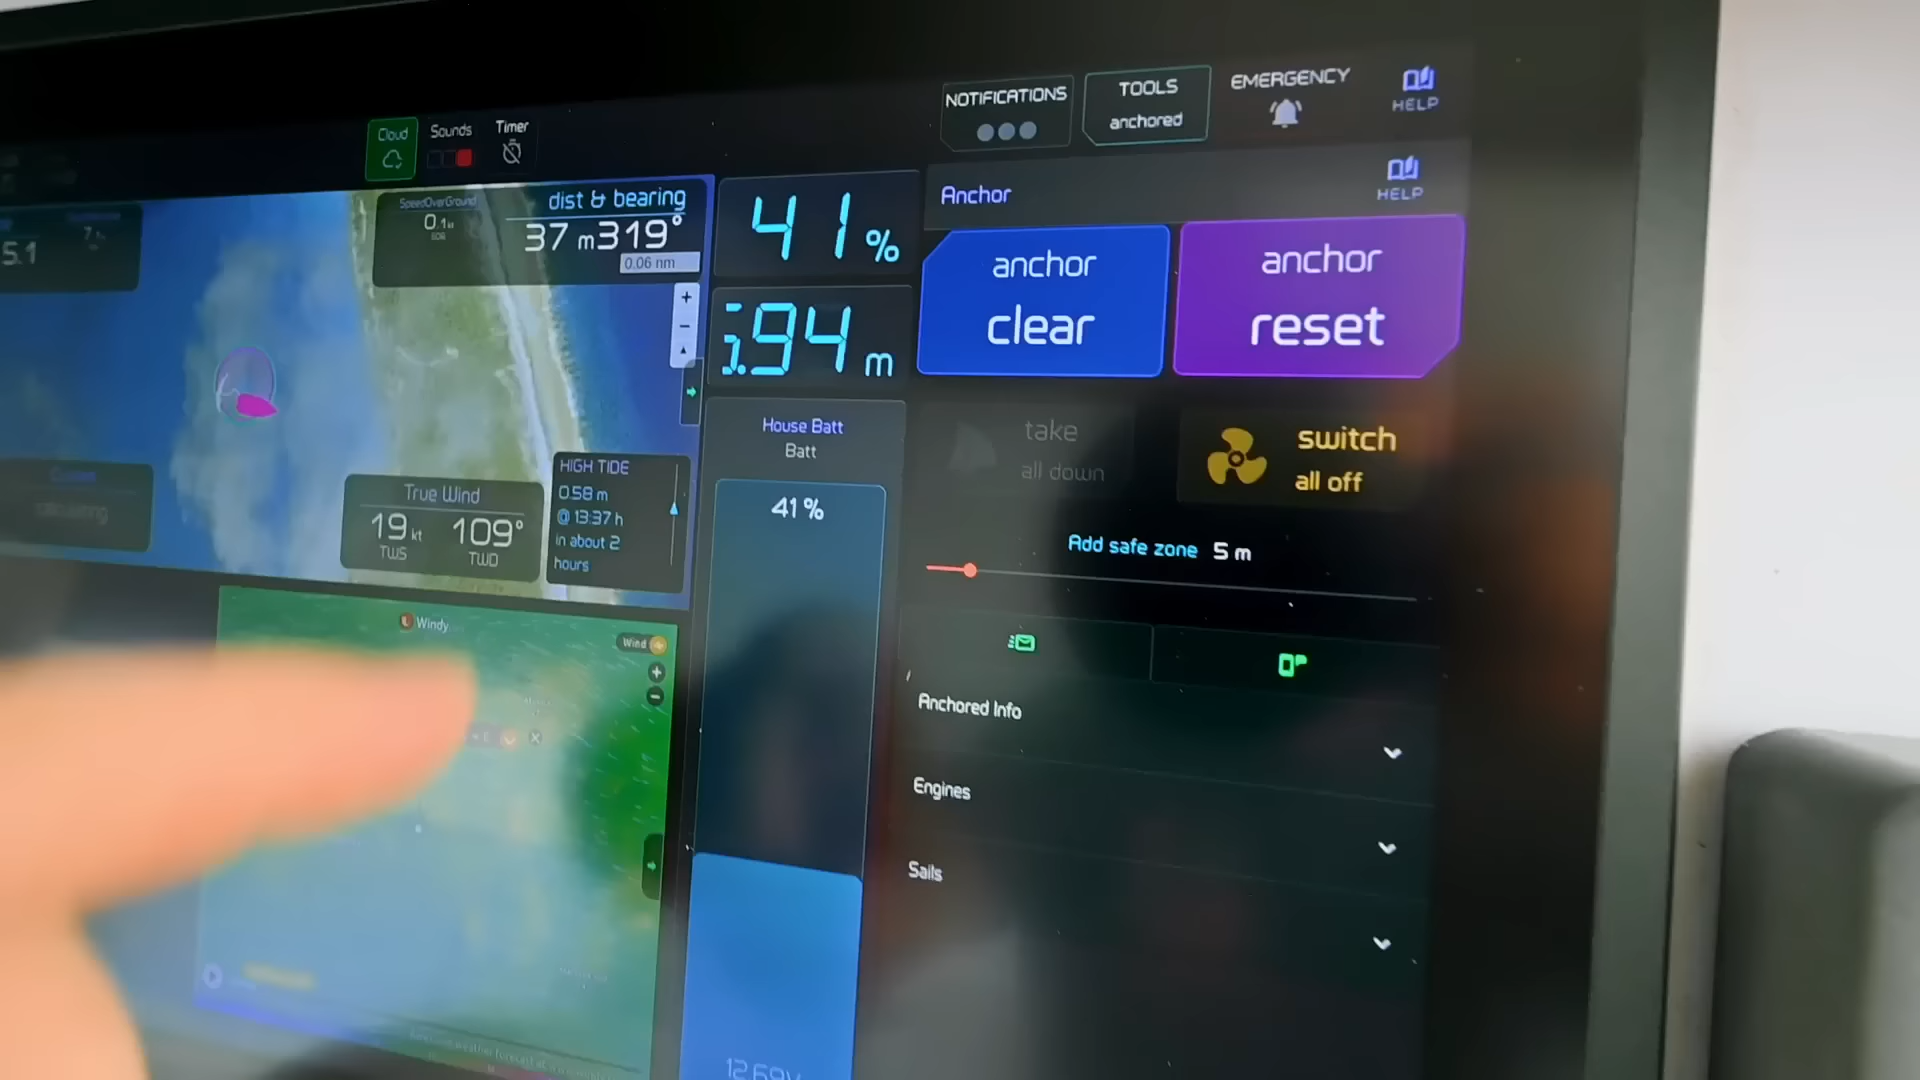 NOTIFICATIONS
TOOLS
anchored
EMERGENCY
HELP
Cloud
Sounds
Timer
Anchor
HELP
SpeedOverGround
0.1
SOG
dist & bearing
37 m 319°
0.06 nm
5.1
41 %
94 m
anchor
clear
anchor
reset
take
all down
switch
all off
House Batt
Batt
41 %
True Wind
19 kt 109°
TWS TWD
HIGH TIDE
0.58 m
@ 13:37 h
in about 2
hours
Add safe zone 5 m
Windy
Wind
Anchored Info
Engines
Sails